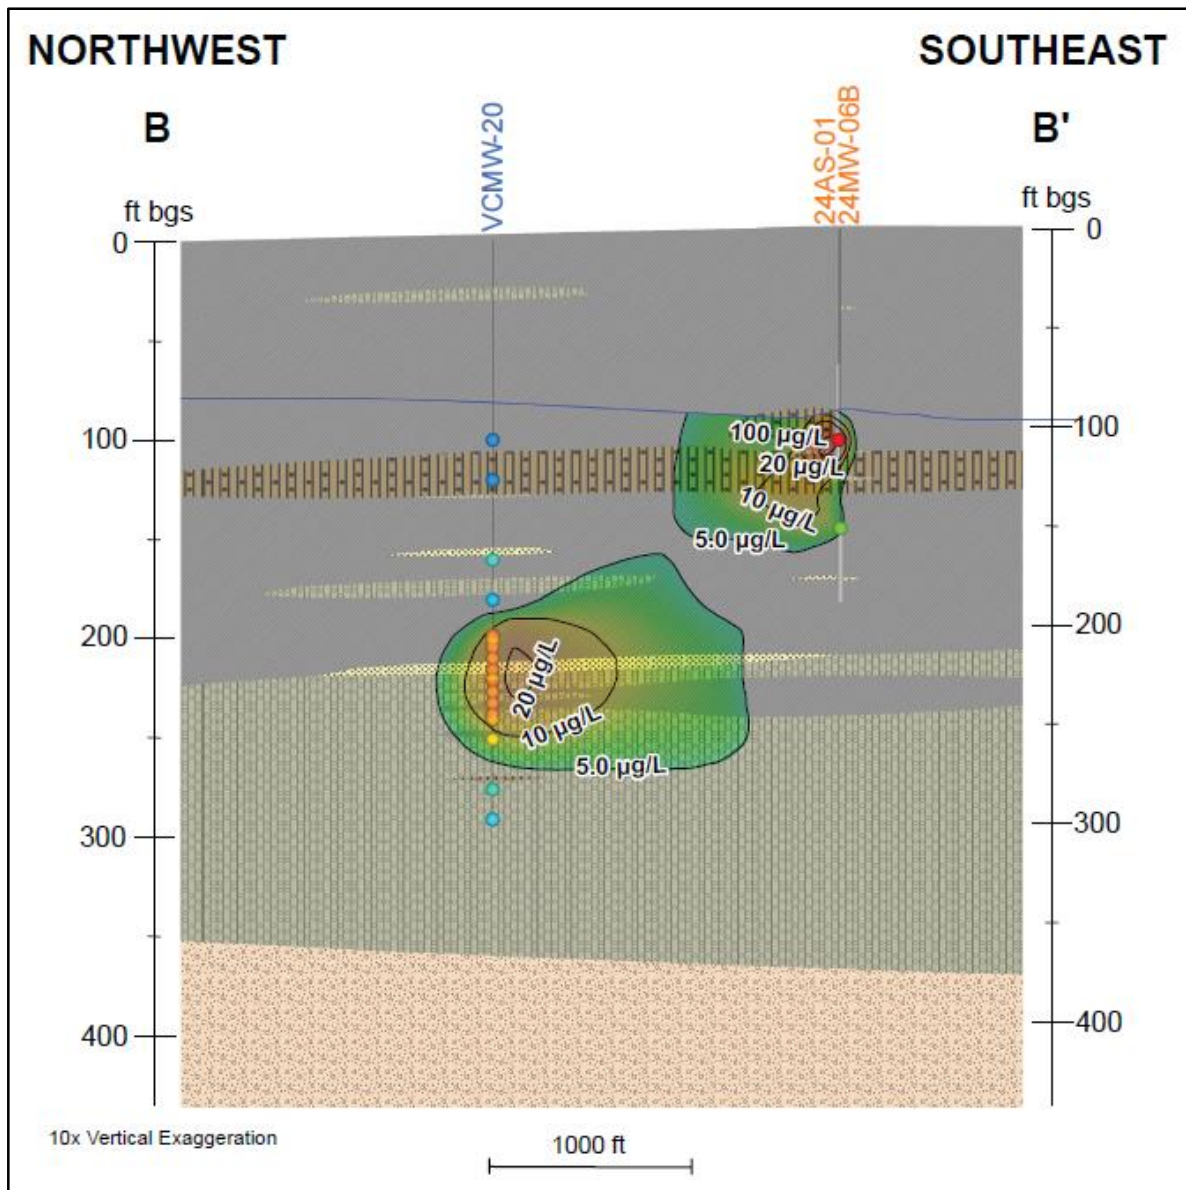 NORTHWEST
SOUTHEAST
B
B'
VCMW-20
24AS-01
24MW-06B
ft bgs
ft bgs
0
0
100
100
200
200
300
300
400
400
100 µg/L
20 µg/L
10 µg/L
5.0 µg/L
20 µg/L
10 µg/L
5.0 µg/L
10x Vertical Exaggeration
1000 ft